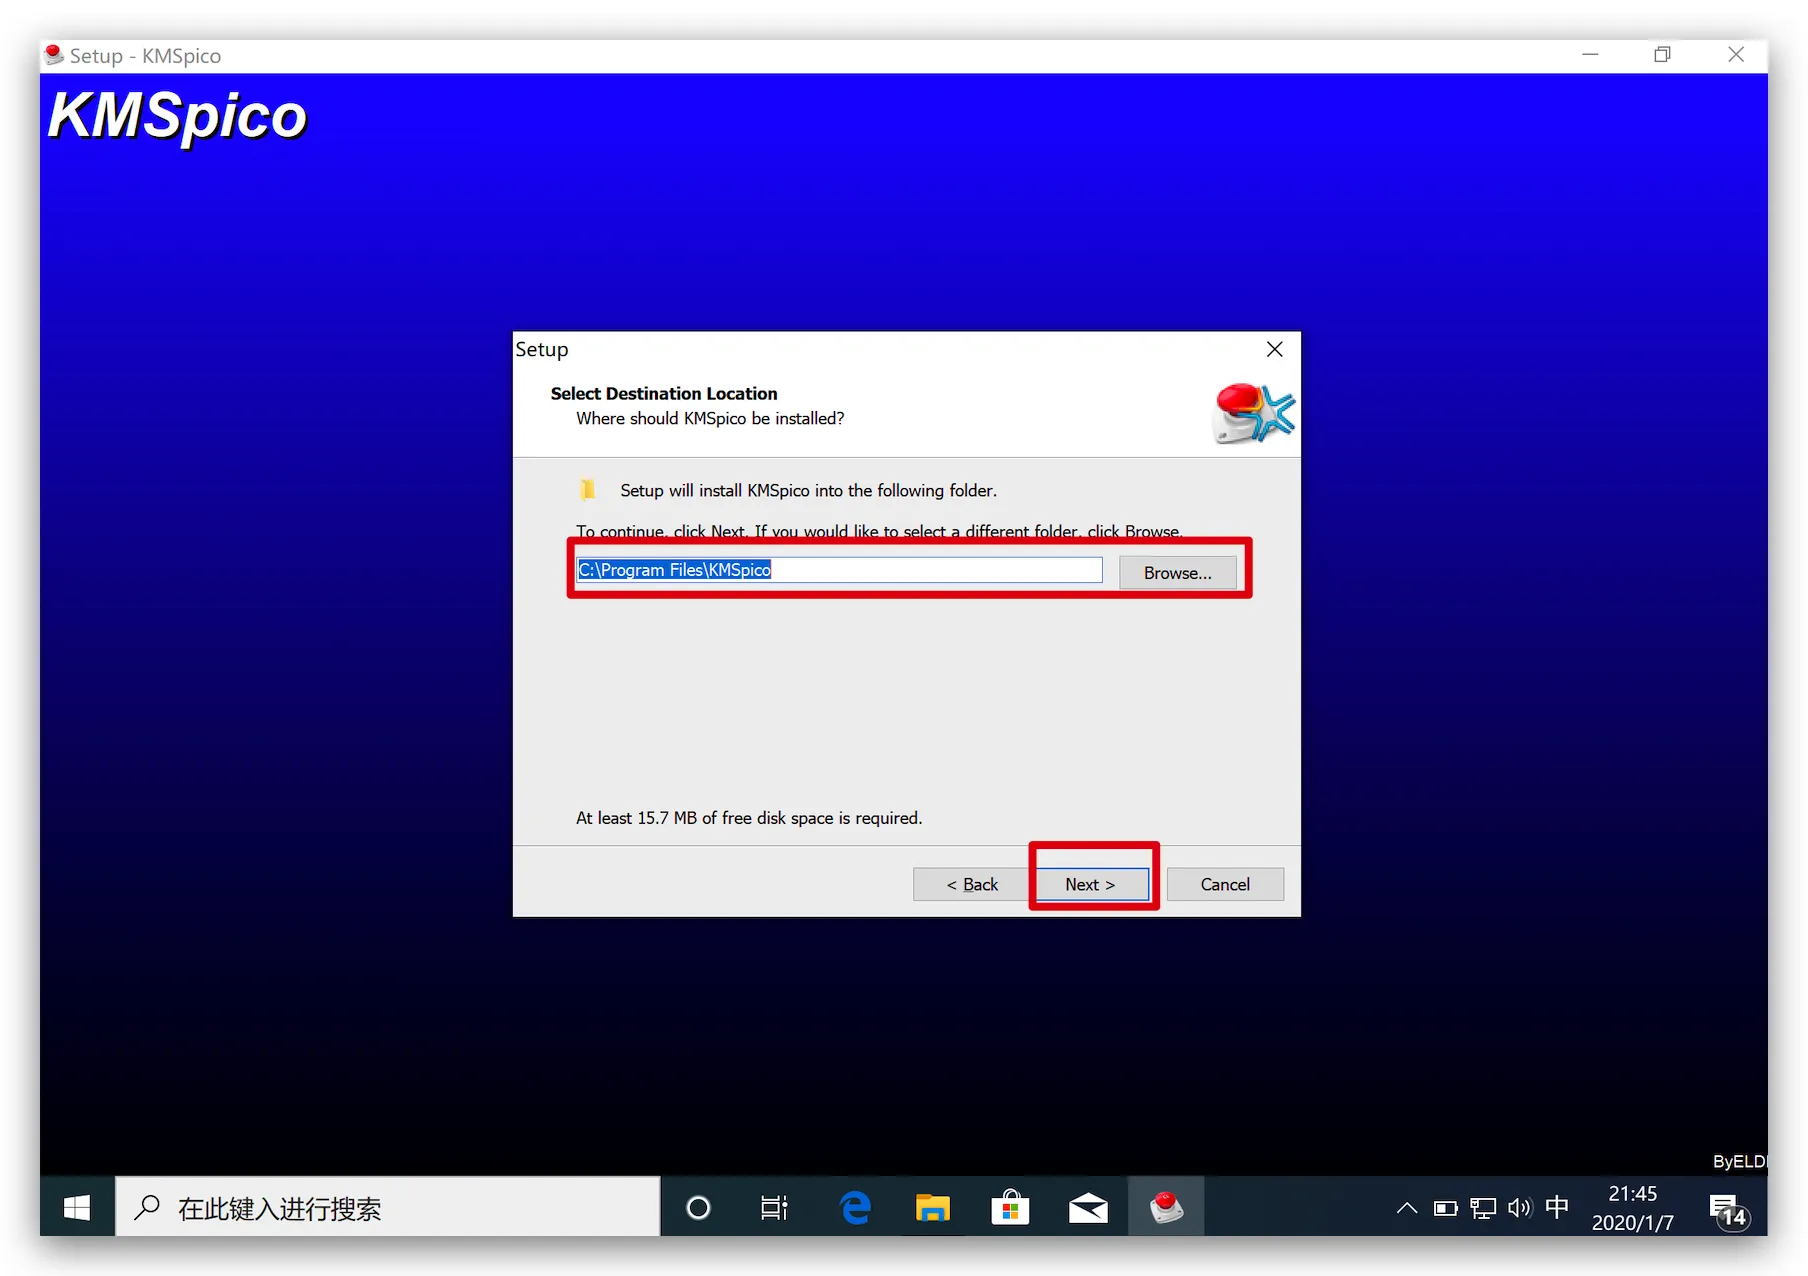 Setup - KMSpico
KMSpico
Setup
Select Destination Location
Where should KMSpico be installed?
Setup will install KMSpico into the following folder.
To continue, click Next. If you would like to select a different folder, click Browse.
C:\Program Files\KMSpico
Browse...
At least 15.7 MB of free disk space is required.
< Back
Next >
Cancel
ByELD
在此键入进行搜索
中
21:45
2020/1/7
14